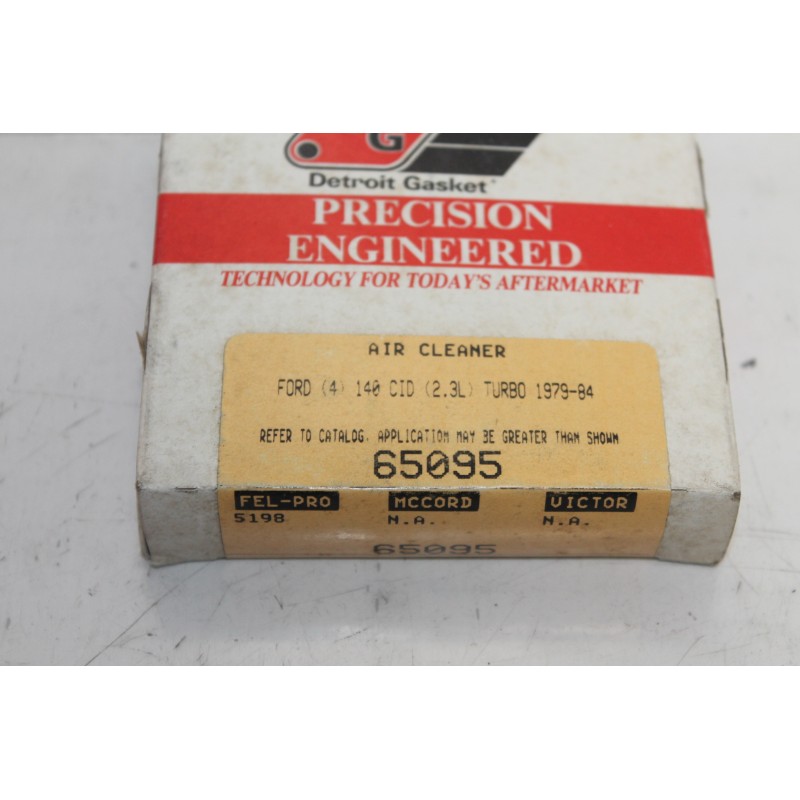 G
Detroit Gasket
PRECISION
ENGINEERED
TECHNOLOGY FOR TODAY'S AFTERMARKET
AIR CLEANER
FORD (4) 140 CID (2.3L) TURBO 1979-84
REFER TO CATALOG. APPLICATION MAY BE GREATER THAN SHOWN
65095
FEL-PRO MCCORD VICTOR
5198 N.A. N.A.
65095